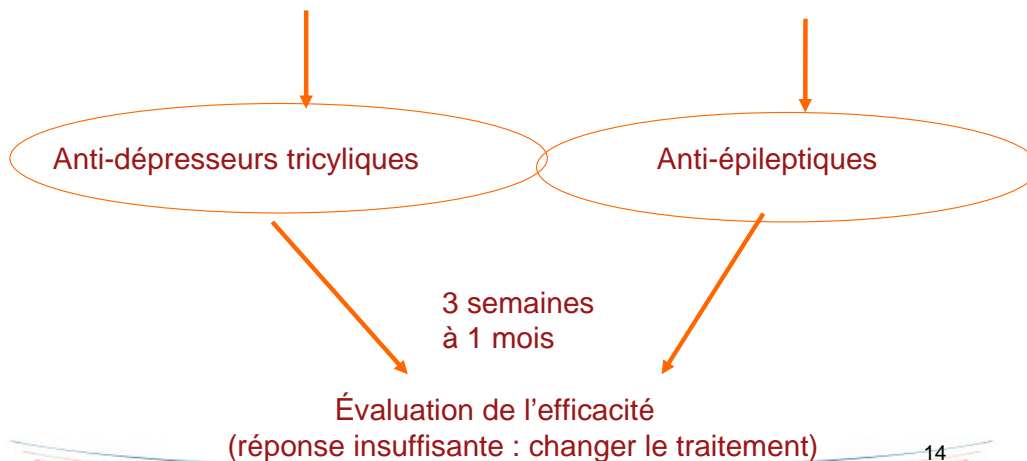 Anti-dépresseurs tricyliques
Anti-épileptiques
3 semaines
à 1 mois
Évaluation de l’efficacité
(réponse insuffisante : changer le traitement)
14